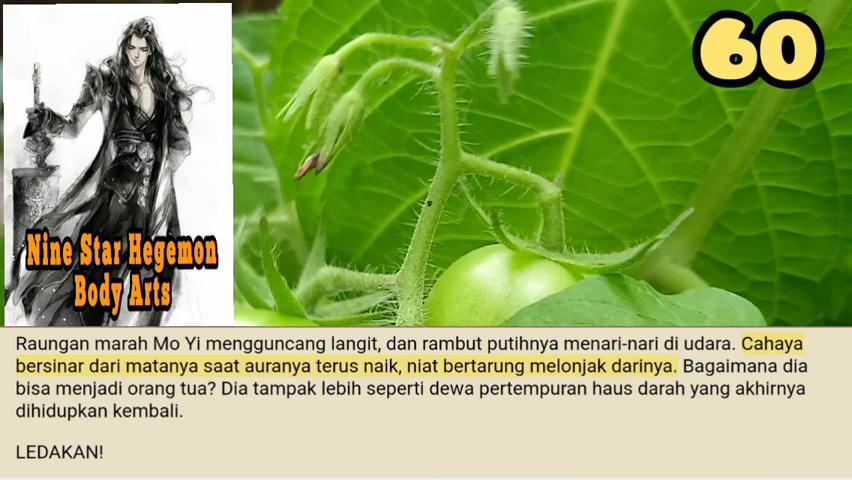 60
Nine Star Hegemon
Body Arts
Raungan marah Mo Yi mengguncang langit, dan rambut putihnya menari-nari di udara. Cahaya
bersinar dari matanya saat auranya terus naik, niat bertarung melonjak darinya. Bagaimana dia
bisa menjadi orang tua? Dia tampak lebih seperti dewa pertempuran haus darah yang akhirnya
dihidupkan kembali.
LEDAKAN!